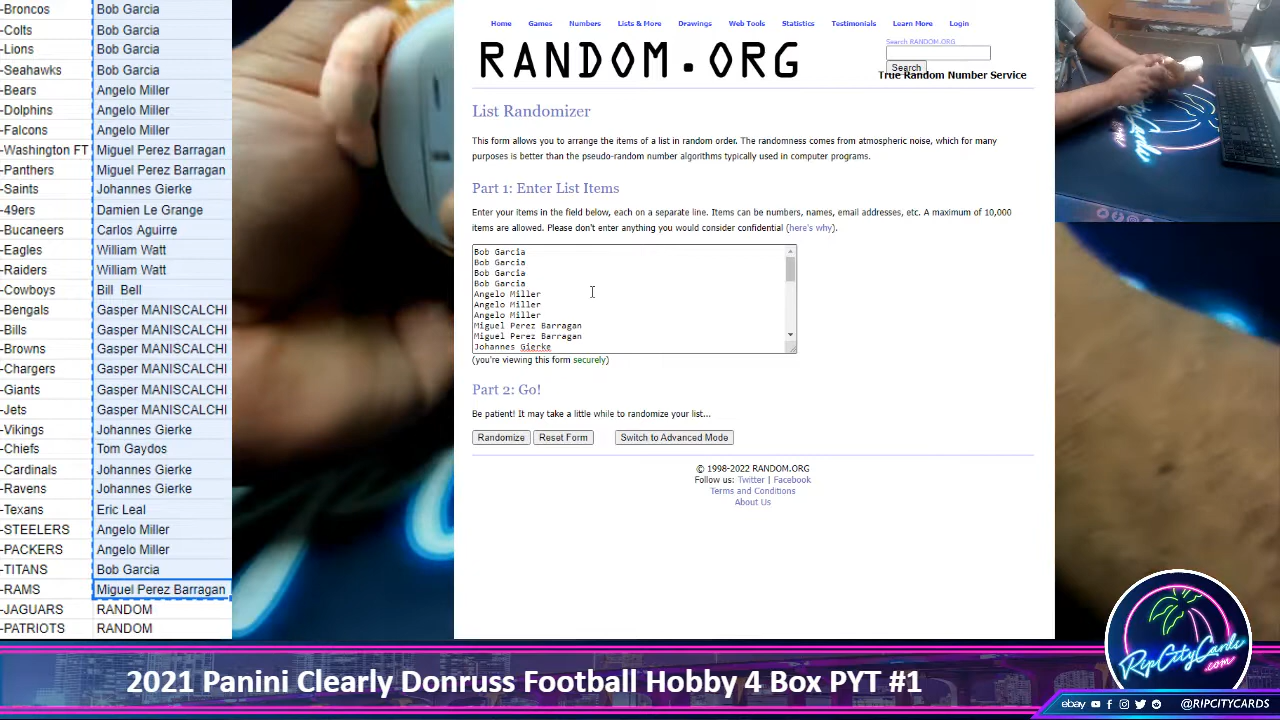 -Broncos Bob Garcia
-Colts Bob Garcia
-Lions Bob Garcia
-Seahawks Bob Garcia
-Bears Angelo Miller
-Dolphins Angelo Miller
-Falcons Angelo Miller
-Washington FT Miguel Perez Barragan
-Panthers Miguel Perez Barragan
-Saints Johannes Gierke
-49ers Damien Le Grange
-Bucaneers Carlos Aguirre
-Eagles William Watt
-Raiders William Watt
-Cowboys Bill Bell
-Bengals Gasper MANISCALCHI
-Bills Gasper MANISCALCHI
-Browns Gasper MANISCALCHI
-Chargers Gasper MANISCALCHI
-Giants Gasper MANISCALCHI
-Jets Gasper MANISCALCHI
-Vikings Johannes Gierke
-Chiefs Tom Gaydos
-Cardinals Johannes Gierke
-Ravens Johannes Gierke
-Texans Eric Leal
-STEELERS Angelo Miller
-PACKERS Angelo Miller
-TITANS Bob Garcia
-RAMS Miguel Perez Barragan
-JAGUARS RANDOM
-PATRIOTS RANDOM
Home Games Numbers Lists & More Drawings Web Tools Statistics Testimonials Learn More Login
RANDOM.ORG
Search RANDOM.ORG
Search
True Random Number Service
List Randomizer
This form allows you to arrange the items of a list in random order. The randomness comes from atmospheric noise, which for many
purposes is better than the pseudo-random number algorithms typically used in computer programs.
Part 1: Enter List Items
Enter your items in the field below, each on a separate line. Items can be numbers, names, email addresses, etc. A maximum of 10,000
items are allowed. Please don't enter anything you would consider confidential (here's why).
Bob Garcia
Bob Garcia
Bob Garcia
Bob Garcia
Angelo Miller
Angelo Miller
Angelo Miller
Miguel Perez Barragan
Miguel Perez Barragan
Johannes Gierke
(you're viewing this form securely)
Part 2: Go!
Be patient! It may take a little while to randomize your list...
Randomize Reset Form Switch to Advanced Mode
© 1998-2022 RANDOM.ORG
Follow us: Twitter | Facebook
Terms and Conditions
About Us
2021 Panini Clearly Donruss Football Hobby 4 Box PYT #1
RipCityCards
.com
ebay @RIPCITYCARDS